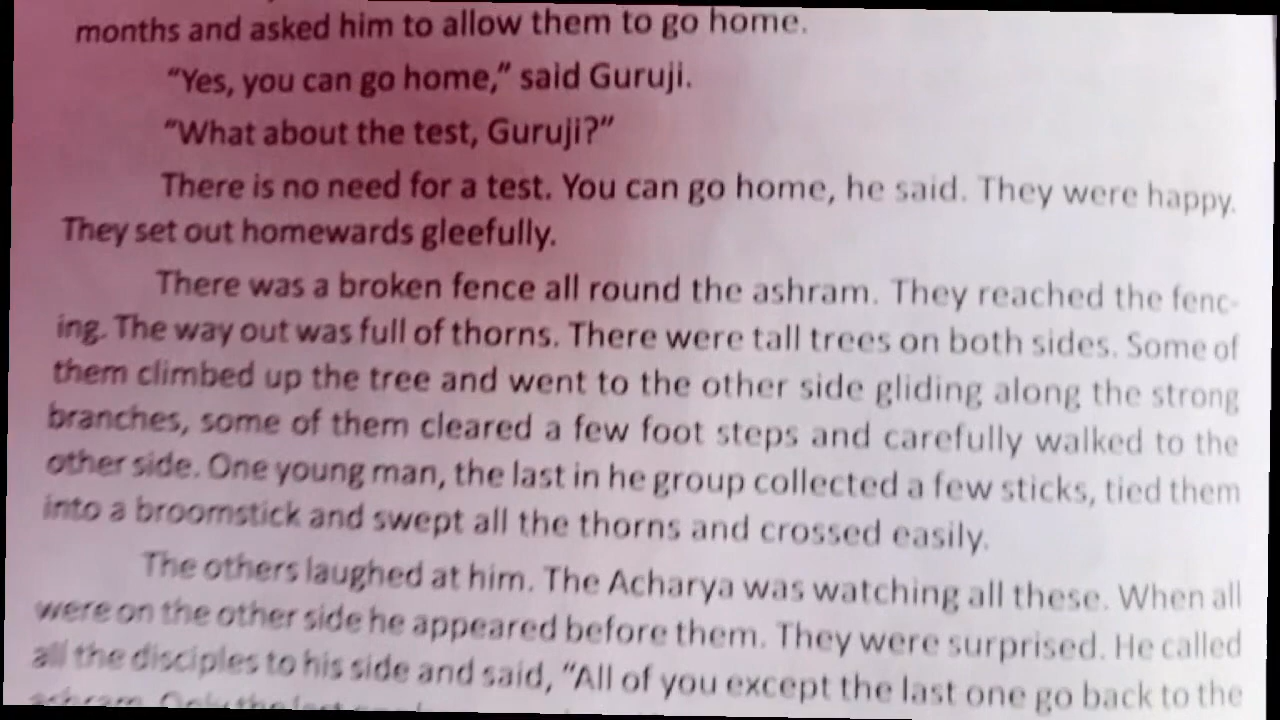 months and asked him to allow them to go home.
“Yes, you can go home,” said Guruji.
“What about the test, Guruji?”
There is no need for a test. You can go home, he said. They were happy.
They set out homewards gleefully.
There was a broken fence all round the ashram. They reached the fenc-
ing. The way out was full of thorns. There were tall trees on both sides. Some of
them climbed up the tree and went to the other side gliding along the strong
branches, some of them cleared a few foot steps and carefully walked to the
other side. One young man, the last in he group collected a few sticks, tied them
into a broomstick and swept all the thorns and crossed easily.
The others laughed at him. The Acharya was watching all these. When all
were on the other side he appeared before them. They were surprised. He called
all the disciples to his side and said, “All of you except the last one go back to the
ashram. Only the last